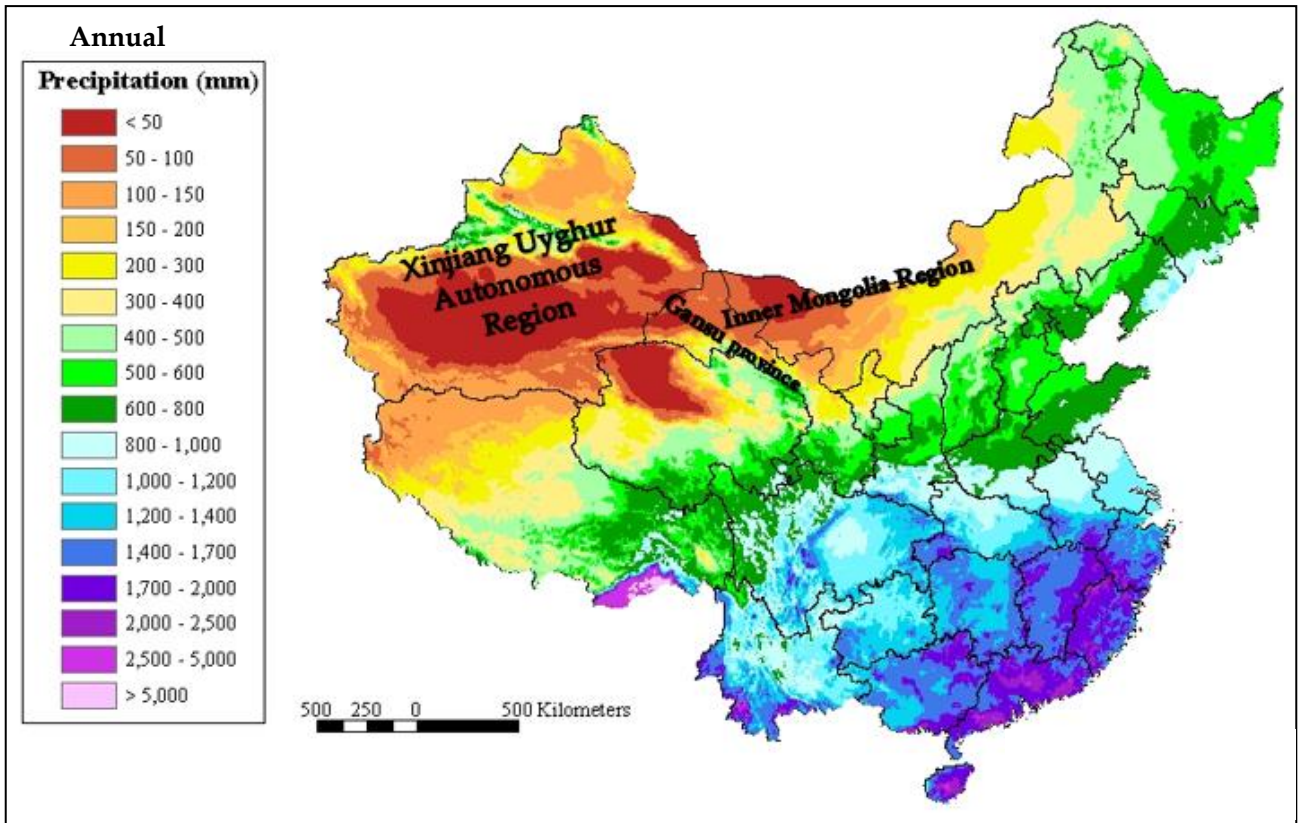 Annual
Precipitation (mm)
< 50
50 - 100
100 - 150
150 - 200
200 - 300
300 - 400
400 - 500
500 - 600
600 - 800
800 - 1,000
1,000 - 1,200
1,200 - 1,400
1,400 - 1,700
1,700 - 2,000
2,000 - 2,500
2,500 - 5,000
> 5,000
Xinjiang Uyghur
Autonomous
Region
Gansu province
Inner Mongolia Region
500 250 0 500 Kilometers